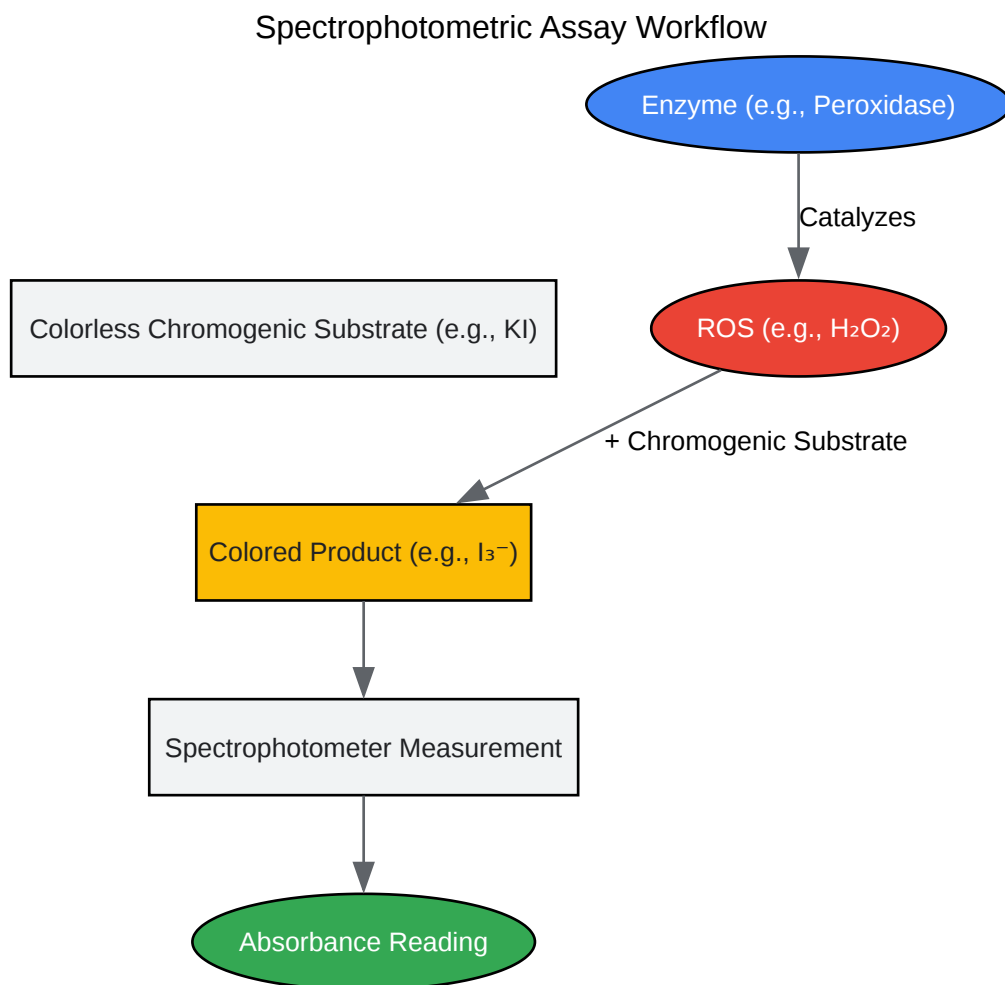 Spectrophotometric Assay Workflow
Enzyme (e.g., Peroxidase)
Catalyzes
Colorless Chromogenic Substrate (e.g., KI)
ROS (e.g., H₂O₂)
+ Chromogenic Substrate
Colored Product (e.g., I₃⁻)
Spectrophotometer Measurement
Absorbance Reading